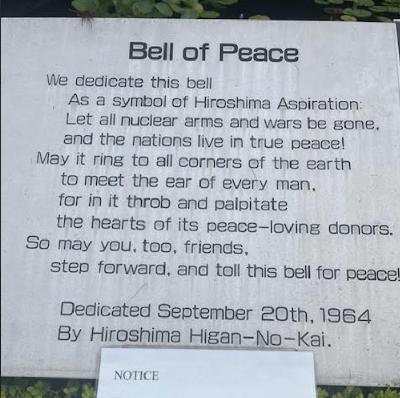 Bell of Peace
We dedicate this bell
As a symbol of Hiroshima Aspiration:
Let all nuclear arms and wars be gone,
and the nations live in true peace!
May it ring to all corners of the earth
to meet the ear of every man,
for in it throb and palpitate
the hearts of its peace-loving donors.
So may you, too, friends,
step forward, and toll this bell for peace!
Dedicated September 20th, 1964
By Hiroshima Higan-No-Kai.
NOTICE